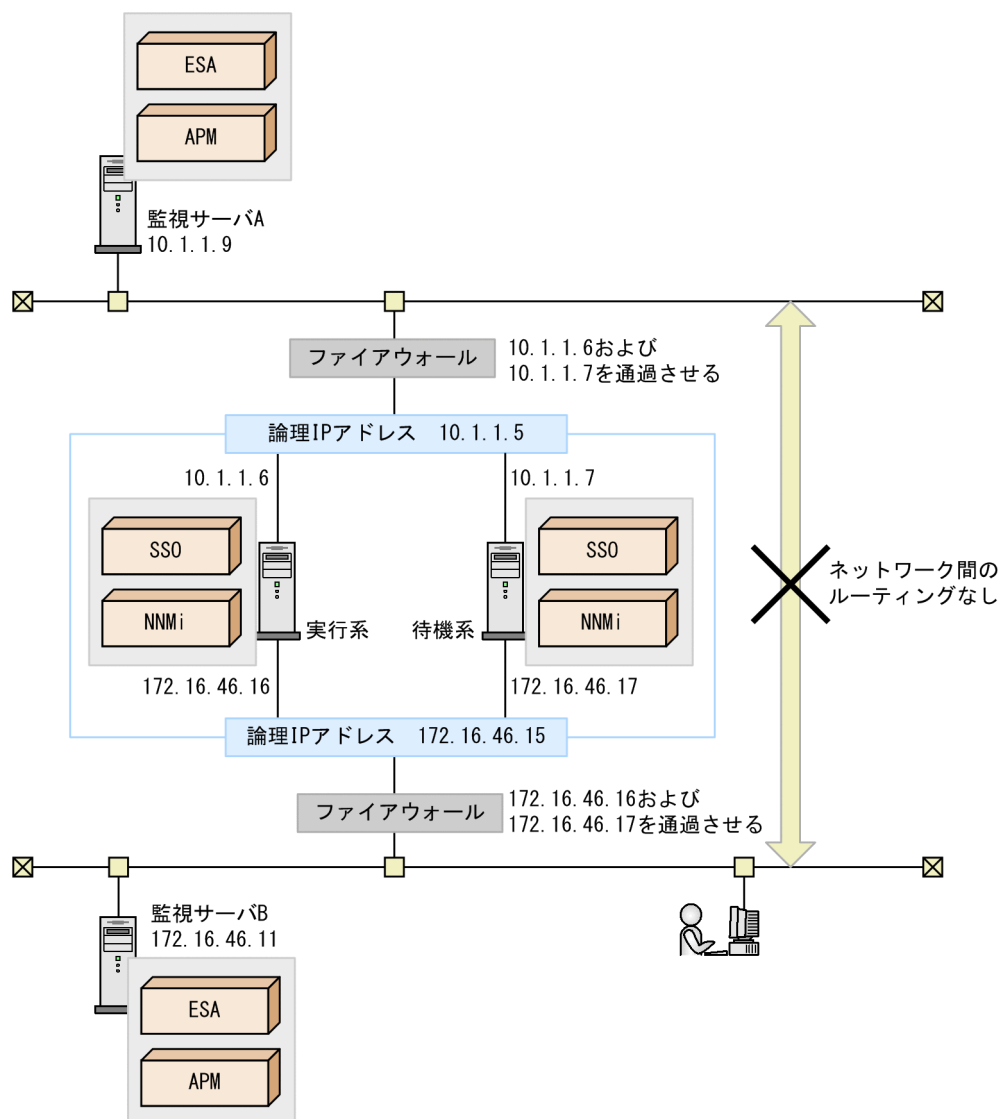 ESA
APM
監視サーバA
10.1.1.9
ファイアウォール
10.1.1.6および
10.1.1.7を通過させる
論理IPアドレス 10.1.1.5
10.1.1.6
10.1.1.7
SSO
NNMi
実行系
待機系
SSO
NNMi
ネットワーク間の
ルーティングなし
172.16.46.16
172.16.46.17
論理IPアドレス 172.16.46.15
ファイアウォール
172.16.46.16および
172.16.46.17を通過させる
監視サーバB
172.16.46.11
ESA
APM